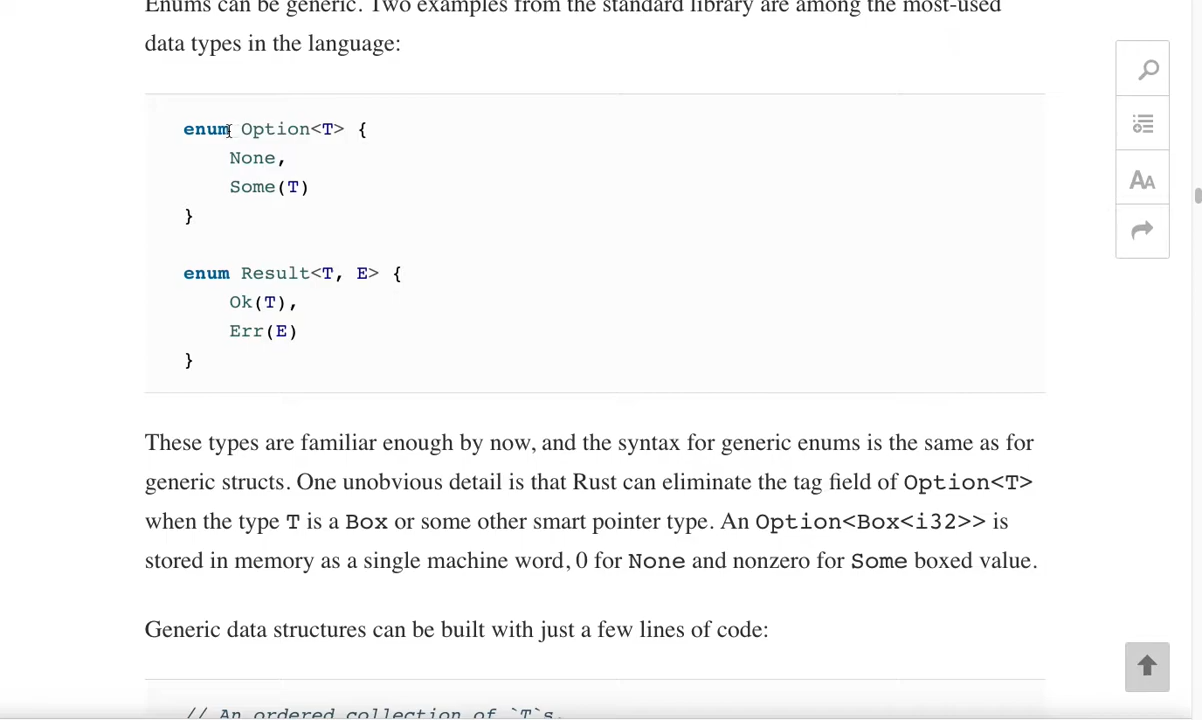 Enums can be generic. Two examples from the standard library are among the most-used
data types in the language:
enum Option<T> {
    None,
    Some(T)
}
enum Result<T, E> {
    Ok(T),
    Err(E)
}
These types are familiar enough by now, and the syntax for generic enums is the same as for
generic structs. One unobvious detail is that Rust can eliminate the tag field of Option<T>
when the type T is a Box or some other smart pointer type. An Option<Box<i32>> is
stored in memory as a single machine word, 0 for None and nonzero for Some boxed value.
Generic data structures can be built with just a few lines of code:
// An ordered collection of `T`s.
AA